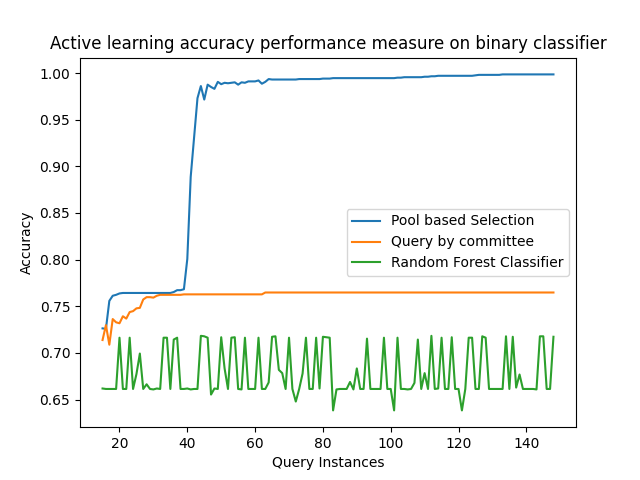 Active learning accuracy performance measure on binary classifier
1.00
0.95
0.90
0.85
0.80
0.75
0.70
0.65
Accuracy
Pool based Selection
Query by committee
Random Forest Classifier
20 40 60 80 100 120 140
Query Instances